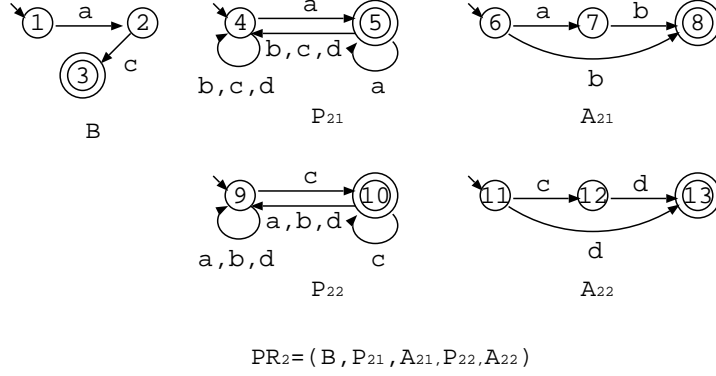 1 a 2
c
3
B
4 a 5
b,c,d
b,c,d a
P21
6 a 7 b 8
b
A21
9 c 10
a,b,d
a,b,d c
P22
11 c 12 d 13
d
A22
PR2=(B,P21,A21,P22,A22)